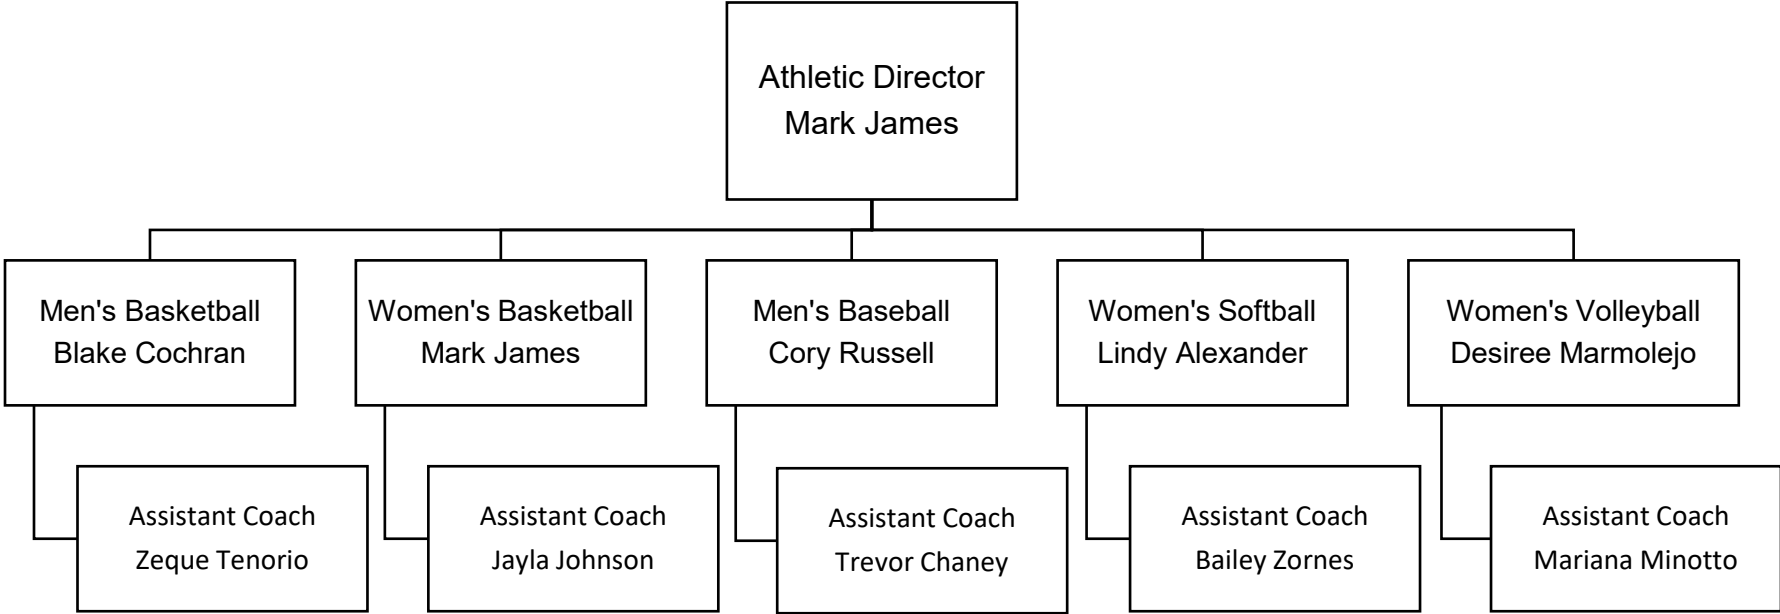 Athletic Director
Mark James
Men's Basketball
Blake Cochran
Women's Basketball
Mark James
Men's Baseball
Cory Russell
Women's Softball
Lindy Alexander
Women's Volleyball
Desiree Marmolejo
Assistant Coach
Zeque Tenorio
Assistant Coach
Jayla Johnson
Assistant Coach
Trevor Chaney
Assistant Coach
Bailey Zornes
Assistant Coach
Mariana Minotto